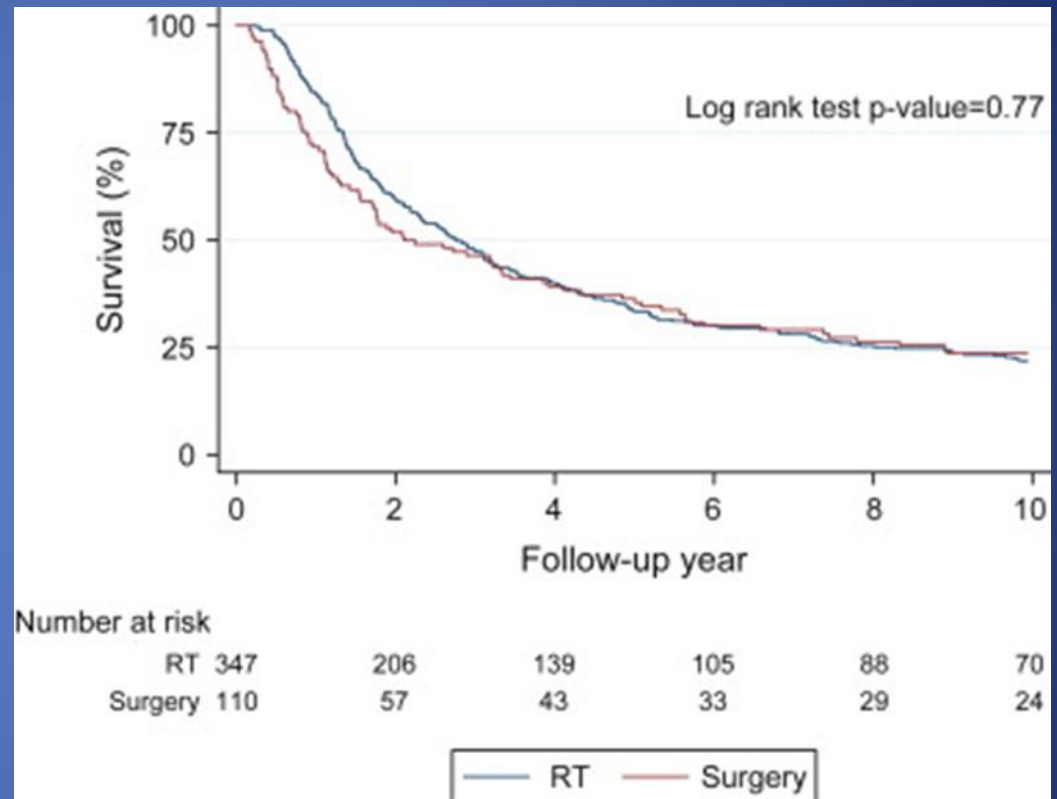 100
Log rank test p-value=0.77
75
Survival (%)
50
25
0
0 2 4 6 8 10
Follow-up year
Number at risk
RT 347 206 139 105 88 70
Surgery 110 57 43 33 29 24
RT Surgery